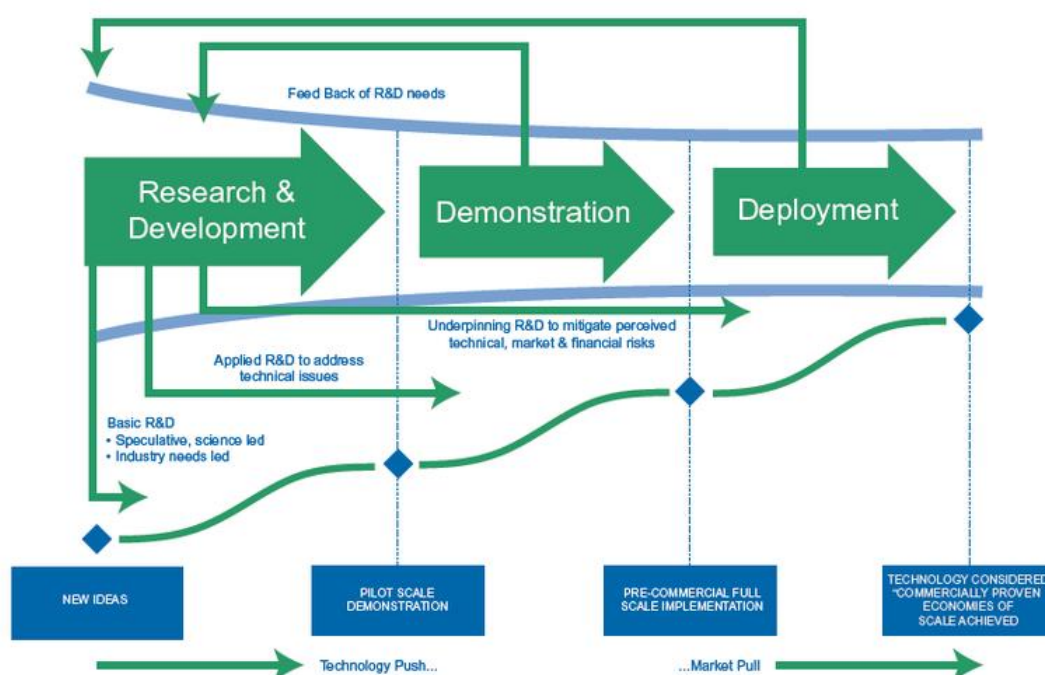 Feed Back of R&D needs
Research &
Development
Demonstration
Deployment
Underpinning R&D to mitigate perceived
technical, market & financial risks
Applied R&D to address
technical issues
Basic R&D
• Speculative, science led
• Industry needs led
NEW IDEAS
PILOT SCALE
DEMONSTRATION
PRE-COMMERCIAL FULL
SCALE IMPLEMENTATION
TECHNOLOGY CONSIDERED
"COMMERCIALLY PROVEN
ECONOMIES OF
SCALE ACHIEVED
Technology Push...
...Market Pull